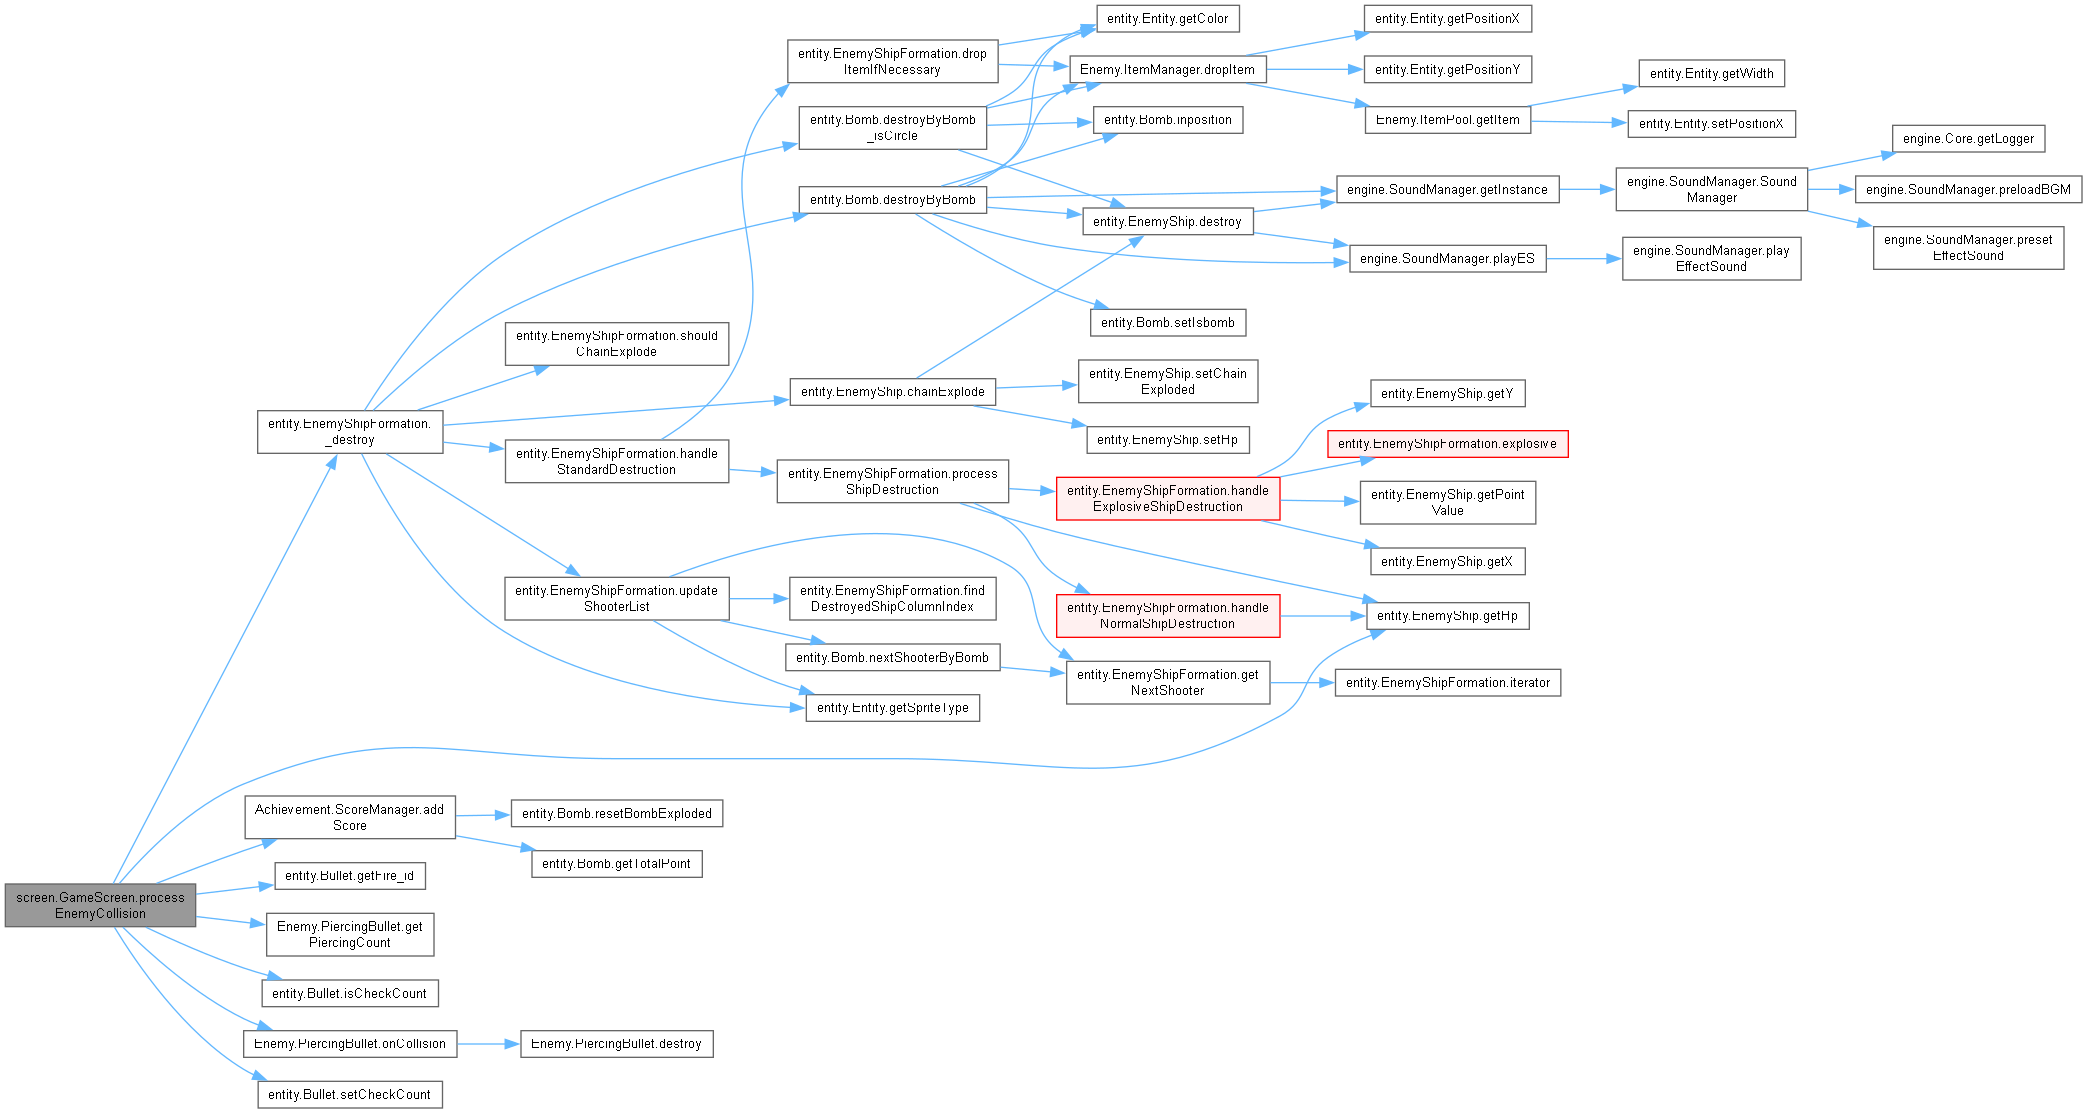 screen.GameScreen.process
EnemyCollision
entity.EnemyShipFormation.
_destroy
Achievement.ScoreManager.add
Score
entity.Bullet.getFire_id
Enemy.PiercingBullet.get
PiercingCount
entity.Bullet.isCheckCount
Enemy.PiercingBullet.onCollision
entity.Bullet.setCheckCount
entity.EnemyShipFormation.should
ChainExplode
entity.EnemyShipFormation.handle
StandardDestruction
entity.EnemyShipFormation.update
ShooterList
entity.Bomb.resetBombExploded
entity.Bomb.getTotalPoint
Enemy.PiercingBullet.destroy
entity.EnemyShipFormation.drop
ItemIfNecessary
entity.Bomb.destroyByBomb
_isCircle
entity.Bomb.destroyByBomb
entity.EnemyShip.chainExplode
entity.EnemyShipFormation.process
ShipDestruction
entity.EnemyShipFormation.find
DestroyedShipColumnIndex
entity.Bomb.nextShooterByBomb
entity.Entity.getSpriteType
entity.Entity.getColor
Enemy.ItemManager.dropItem
entity.Bomb.inposition
entity.EnemyShip.destroy
entity.Bomb.setIsbomb
entity.EnemyShip.setChain
Exploded
entity.EnemyShip.setHp
entity.EnemyShipFormation.handle
ExplosiveShipDestruction
entity.EnemyShipFormation.handle
NormalShipDestruction
entity.EnemyShipFormation.get
NextShooter
entity.Entity.getPositionX
entity.Entity.getPositionY
Enemy.ItemPool.getItem
engine.SoundManager.getInstance
engine.SoundManager.playES
entity.EnemyShip.getY
entity.EnemyShipFormation.explosive
entity.EnemyShip.getPoint
Value
entity.EnemyShip.getX
entity.EnemyShip.getHp
entity.EnemyShipFormation.iterator
entity.Entity.getWidth
entity.Entity.setPositionX
engine.SoundManager.Sound
Manager
engine.SoundManager.play
EffectSound
engine.Core.getLogger
engine.SoundManager.preloadBGM
engine.SoundManager.preset
EffectSound